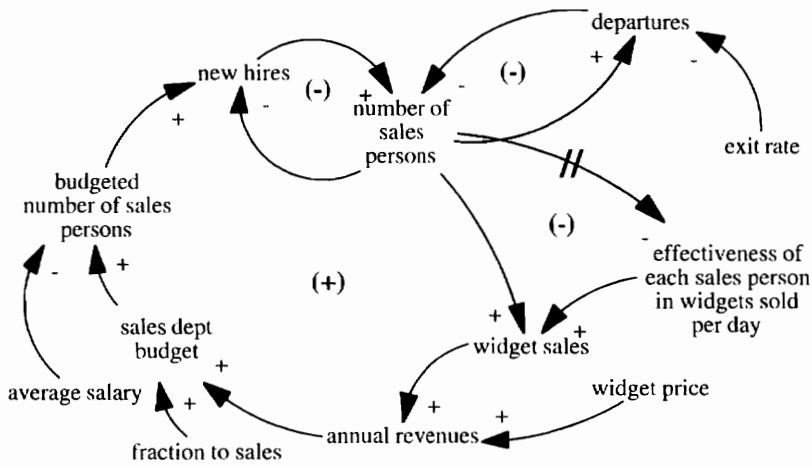 departures
+
-
-
(-)
new hires
(-)
-
+
-
+
number of
sales
persons
exit rate
budgeted
number of sales
persons
(-)
-
effectiveness of
each sales person
in widgets sold
per day
-
+
(+)
sales dept
budget
+
+
widget sales
+
average salary
+
widget price
+
+
annual revenues
fraction to sales